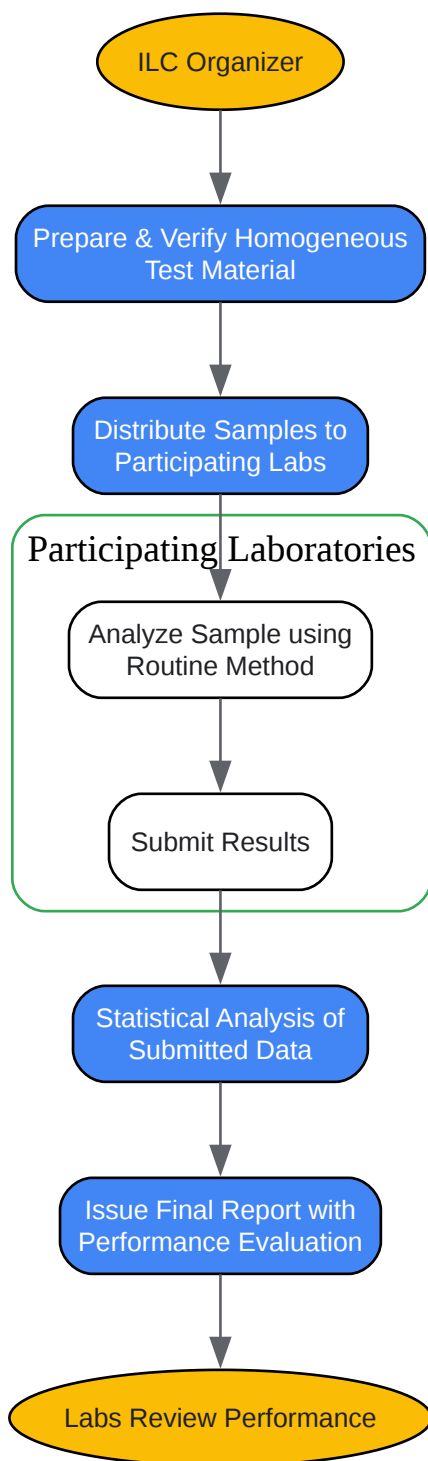 ILC Organizer
Prepare & Verify Homogeneous
Test Material
Distribute Samples to
Participating Labs
Participating Laboratories
Analyze Sample using
Routine Method
Submit Results
Statistical Analysis of
Submitted Data
Issue Final Report with
Performance Evaluation
Labs Review Performance